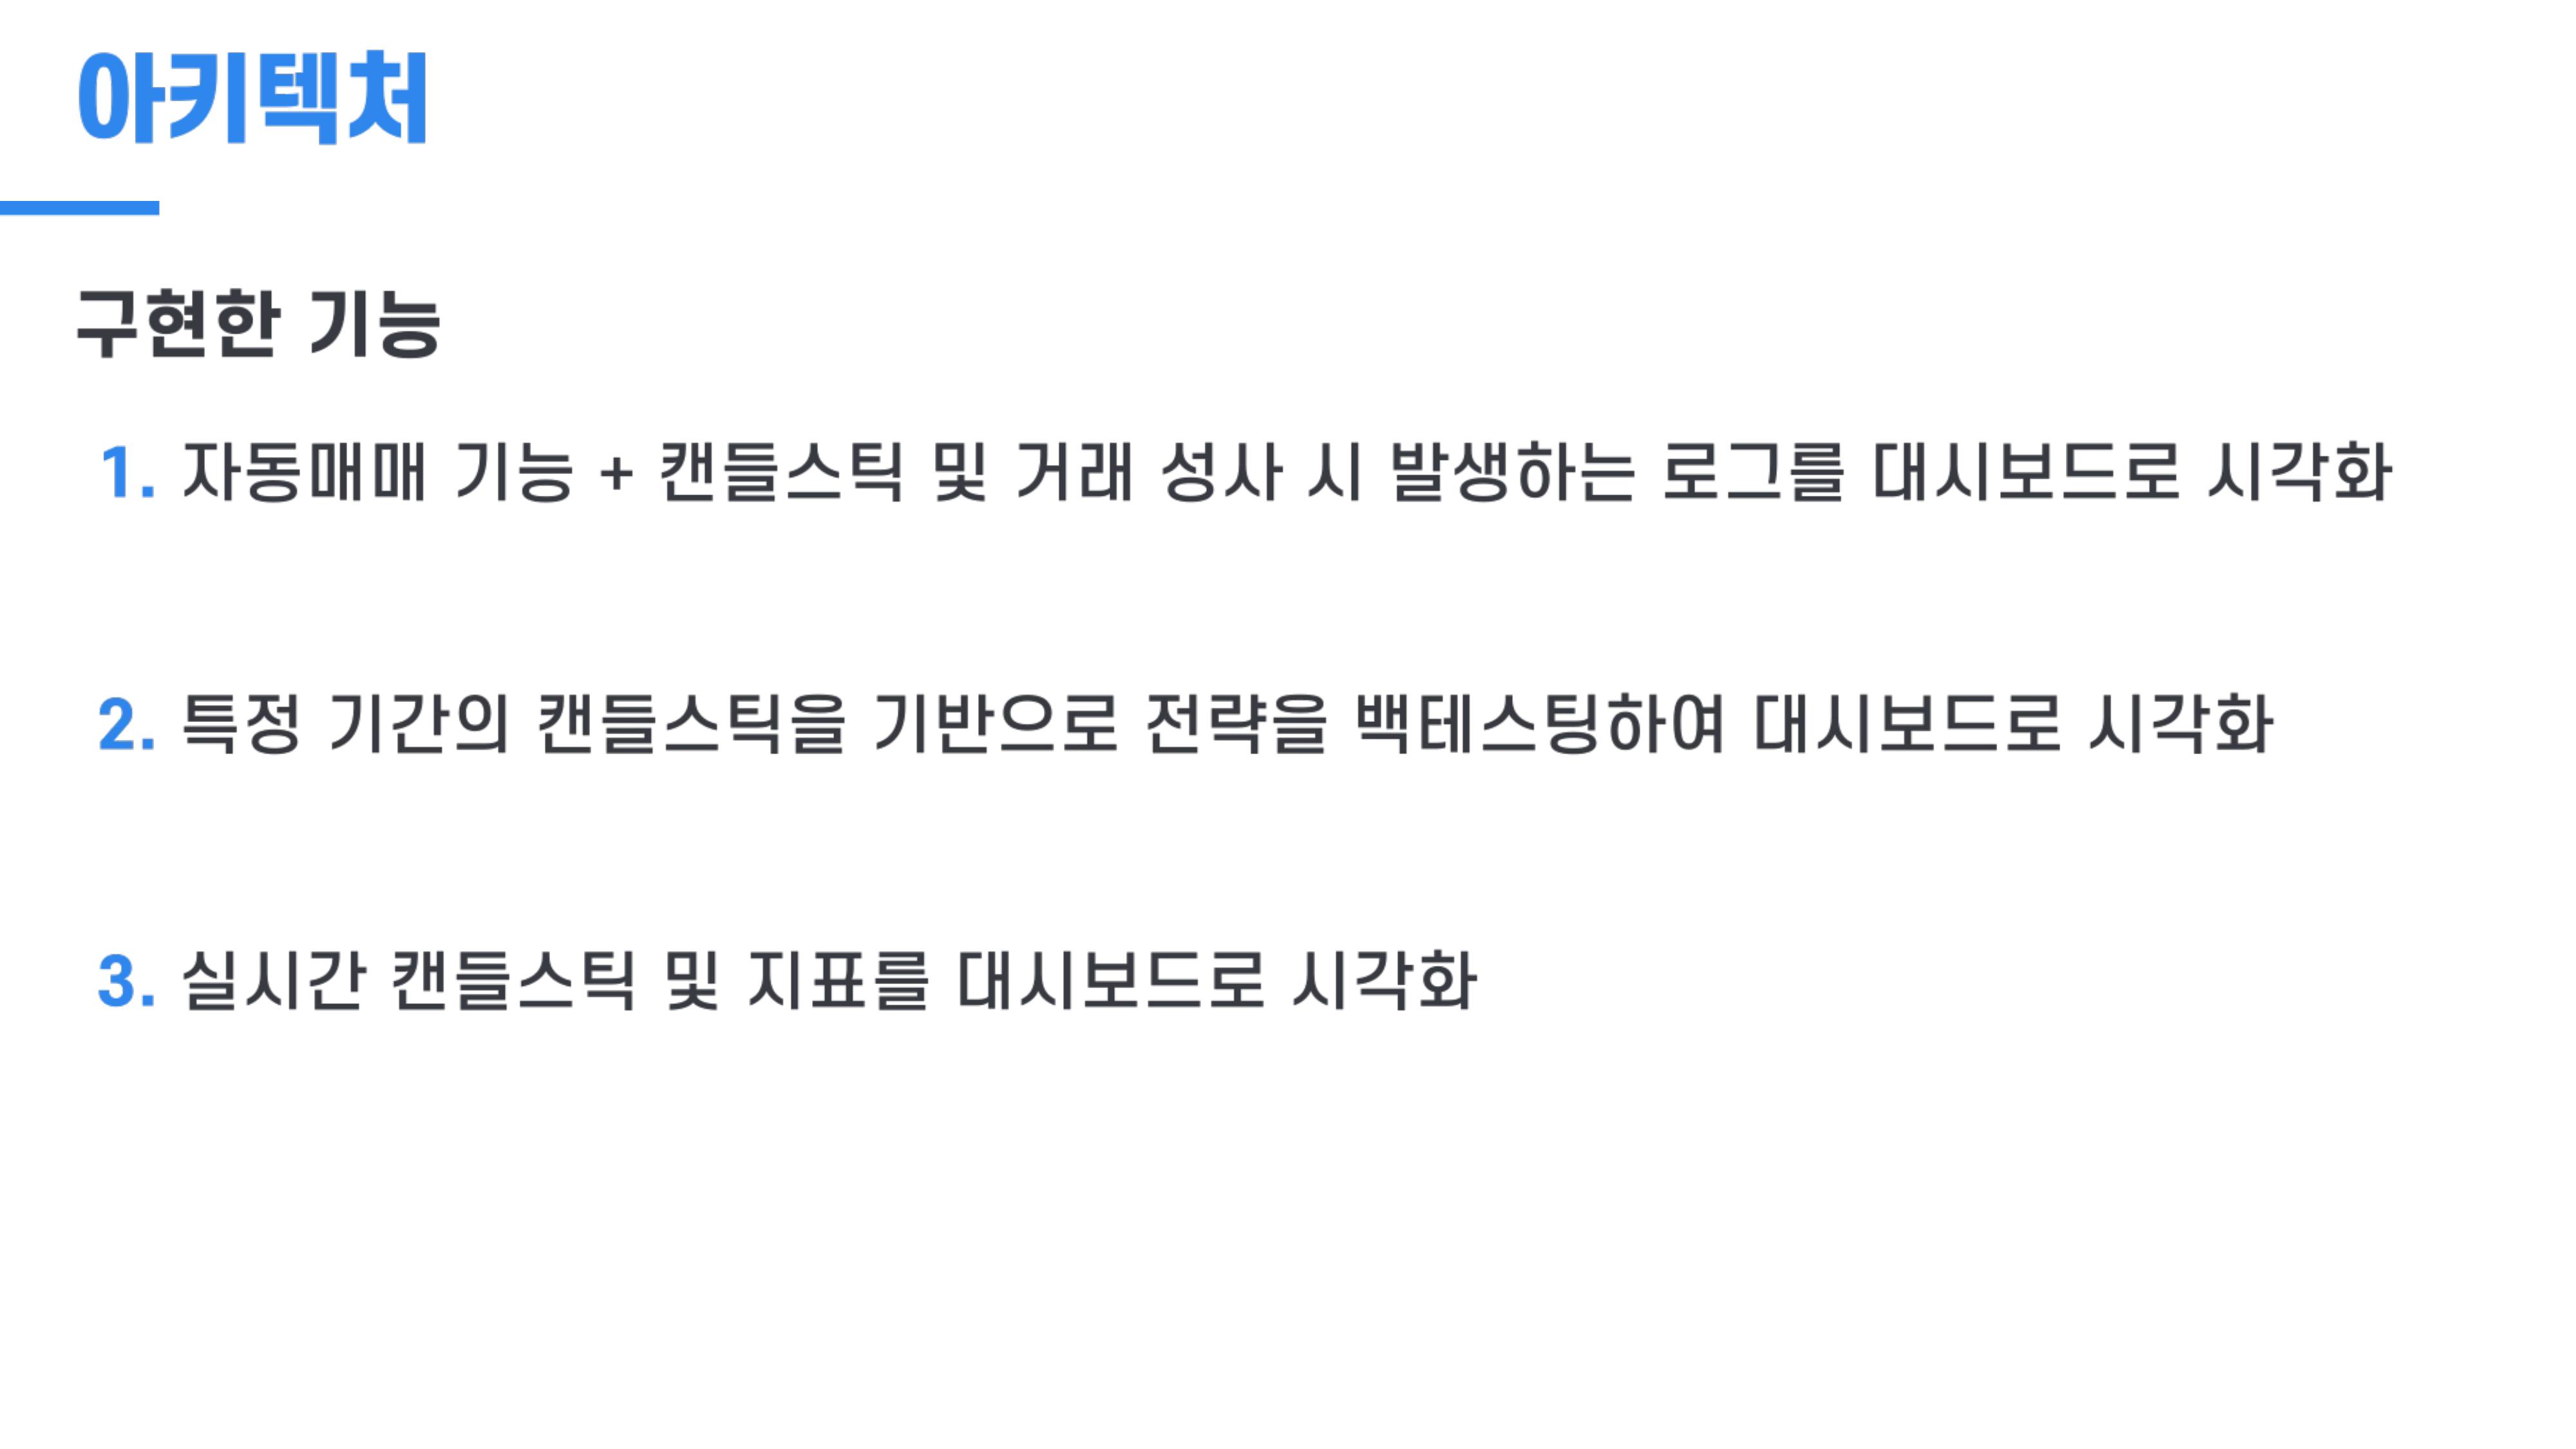 아키텍쳐
구현한 기능
1. 자동매매 기능 + 캔들스틱 및 거래 성사 시 발생하는 로그를 대시보드로 시각화
2. 특정 기간의 캔들스틱을 기반으로 전략을 백테스팅하여 대시보드로 시각화
3. 실시간 캔들스틱 및 지표를 대시보드로 시각화